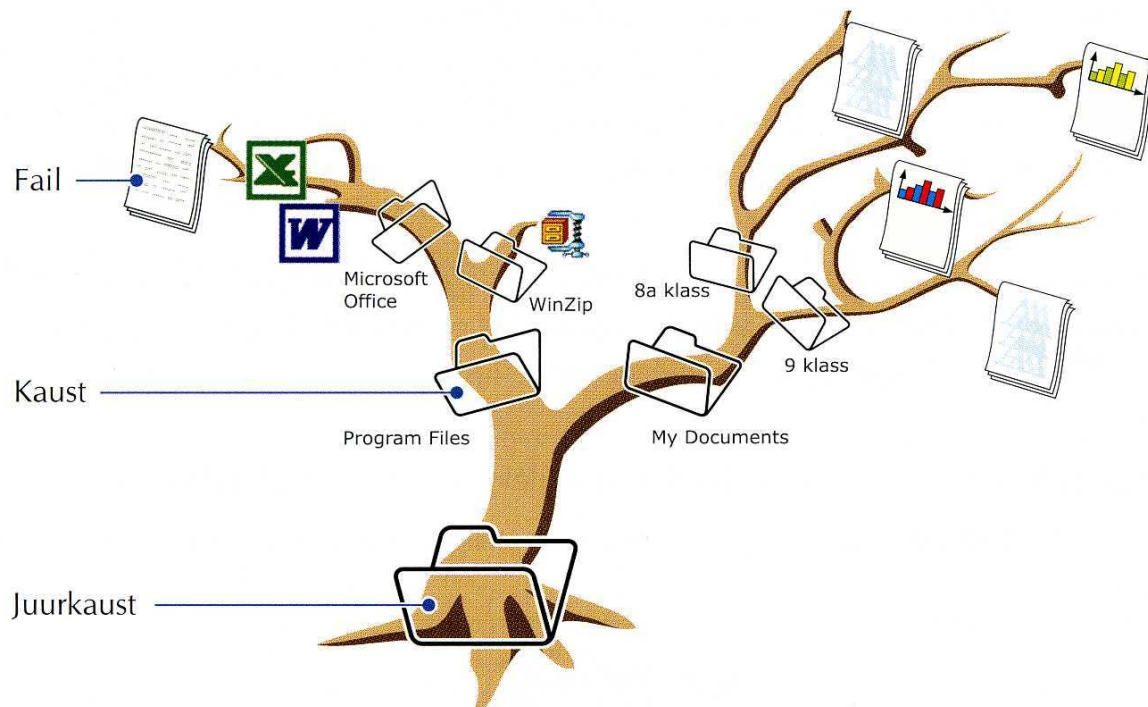 Fail
W
Microsoft
Office
WinZip
8a klass
9 klass
Kaust
Program Files
My Documents
Juurkaust